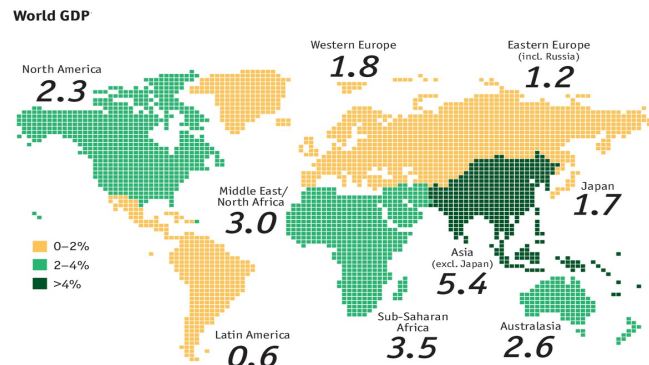 World GDP
North America
2.3
Western Europe
1.8
Eastern Europe
(incl. Russia)
1.2
Middle East/
North Africa
3.0
Japan
1.7
0–2%
2–4%
>4%
Asia
(excl. Japan)
5.4
Latin America
0.6
Sub-Saharan
Africa
3.5
Australasia
2.6